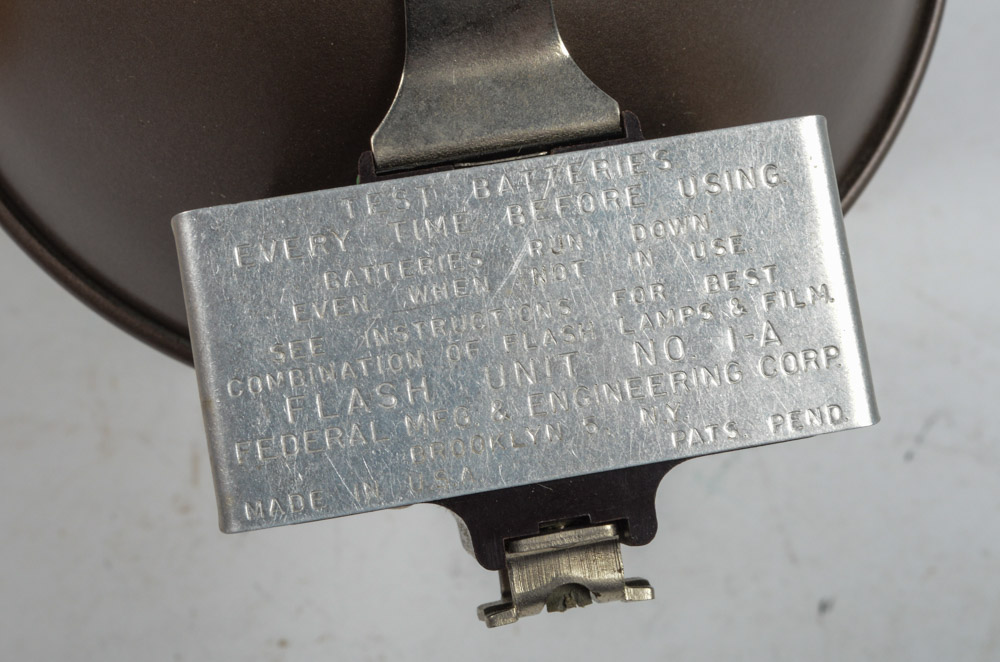 TEST BATTERIES
EVERY TIME BEFORE USING
BATTERIES RUN DOWN
EVEN WHEN NOT IN USE
SEE INSTRUCTIONS FOR BEST
COMBINATION OF FLASH LAMPS & FILM.
FLASH UNIT NO 1-A
FEDERAL MFG. & ENGINEERING CORP.
BROOKLYN 5, N.Y.
MADE IN U.S.A. PATS. PEND.